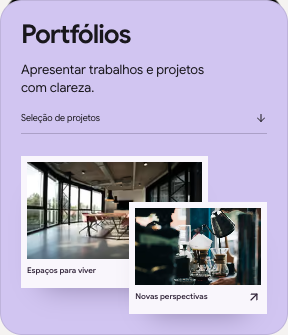 Portfólios
Apresentar trabalhos e projetos
com clareza.
Seleção de projetos
Espaços para viver
Novas perspectivas